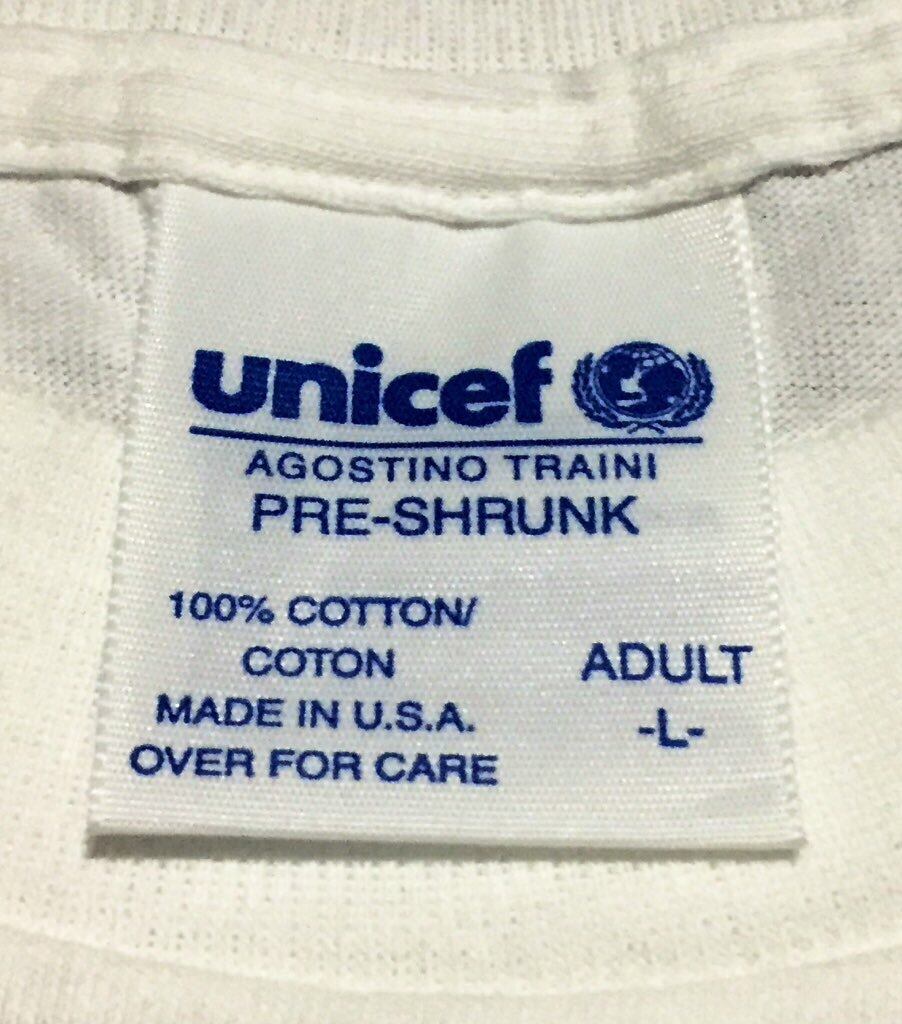 unicef
AGOSTINO TRAINI
PRE-SHRUNK
100% COTTON/
COTON
MADE IN U.S.A.
OVER FOR CARE
ADULT
-L-